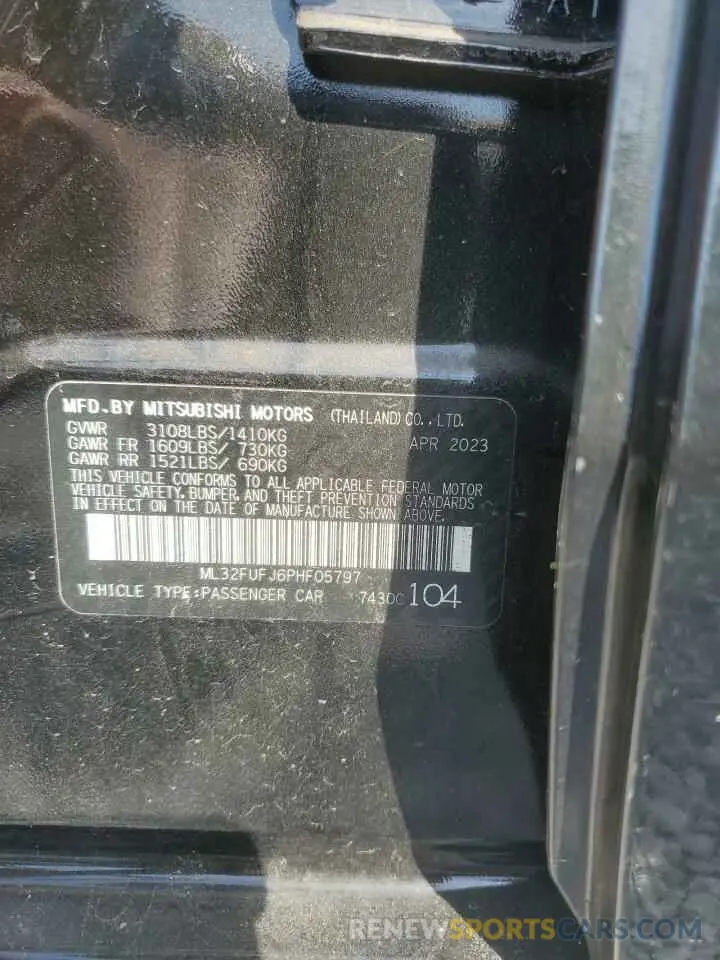 MFD.BY MITSUBISHI MOTORS (THAILAND) CO.,LTD.
GVWR 3108LBS/1410KG APR 2023
GAWR FR 1609LBS/ 730KG
GAWR RR 1521LBS/ 690KG
THIS VEHICLE CONFORMS TO ALL APPLICABLE FEDERAL MOTOR
VEHICLE SAFETY, BUMPER, AND THEFT PREVENTION STANDARDS
IN EFFECT ON THE DATE OF MANUFACTURE SHOWN ABOVE.
ML32FUFJ6PHF05797
VEHICLE TYPE:PASSENGER CAR 7430C 104
RENEWSPORTSCARS.COM